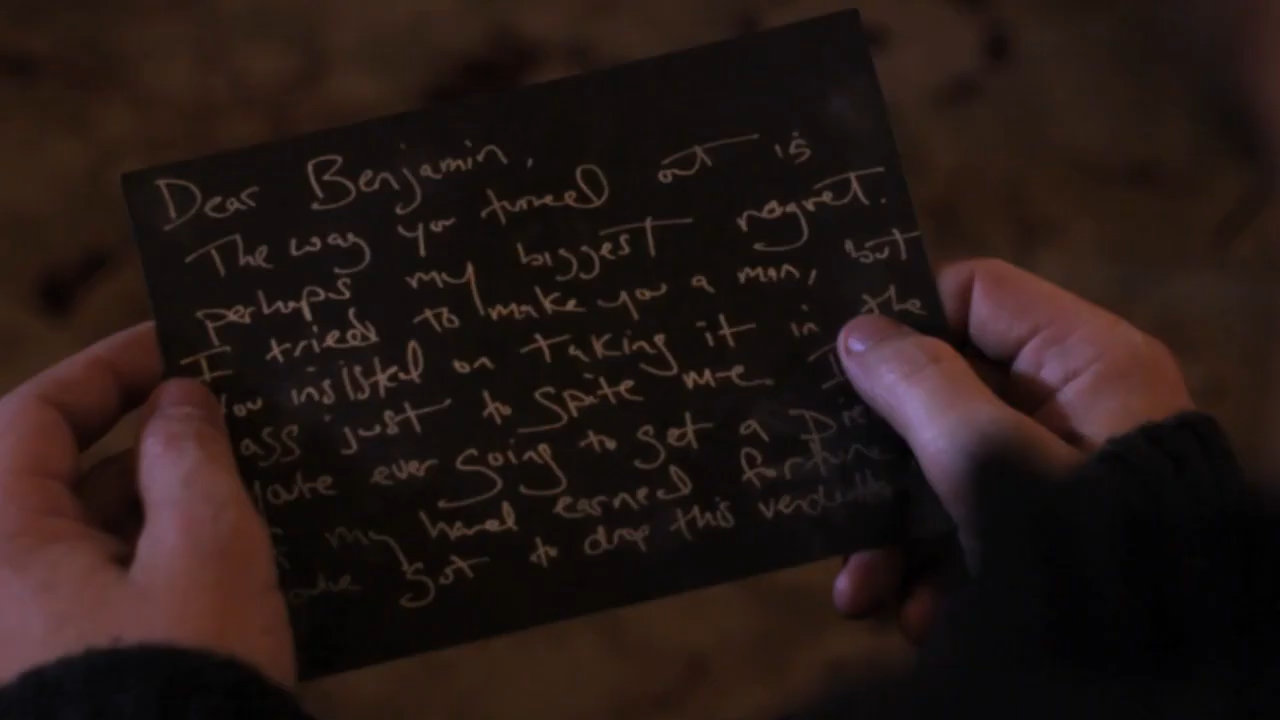 Dear Benjamin,
The way you turned out is
perhaps my biggest regret.
I tried to make you a man, but
you insisted on taking it in the
ass just to spite me.
ever going to get a
my hard earned fortune
got to drop this